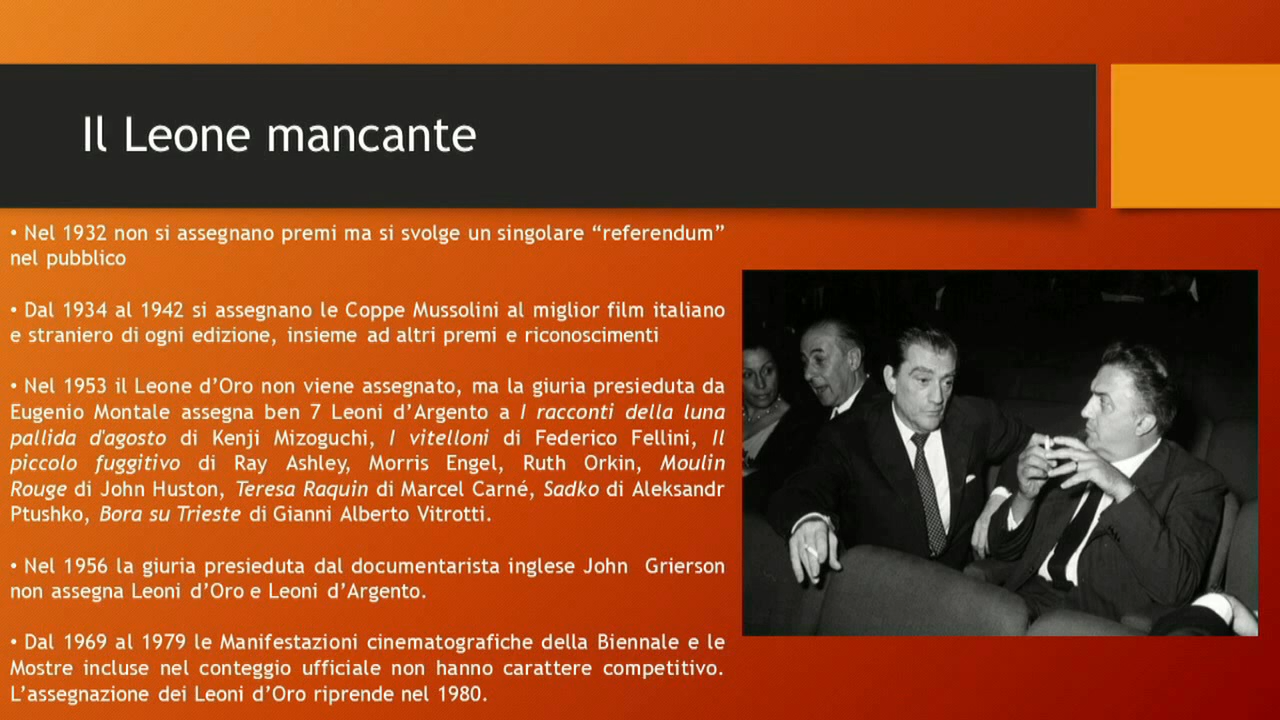 Il Leone mancante
• Nel 1932 non si assegnano premi ma si svolge un singolare “referendum”
nel pubblico
• Dal 1934 al 1942 si assegnano le Coppe Mussolini al miglior film italiano
e straniero di ogni edizione, insieme ad altri premi e riconoscimenti
• Nel 1953 il Leone d’Oro non viene assegnato, ma la giuria presieduta da
Eugenio Montale assegna ben 7 Leoni d’Argento a I racconti della luna
pallida d'agosto di Kenji Mizoguchi, I vitelloni di Federico Fellini, Il
piccolo fuggitivo di Ray Ashley, Morris Engel, Ruth Orkin, Moulin
Rouge di John Huston, Teresa Raquin di Marcel Carné, Sadko di Aleksandr
Ptushko, Bora su Trieste di Gianni Alberto Vitrotti.
• Nel 1956 la giuria presieduta dal documentarista inglese John Grierson
non assegna Leoni d’Oro e Leoni d’Argento.
• Dal 1969 al 1979 le Manifestazioni cinematografiche della Biennale e le
Mostre incluse nel conteggio ufficiale non hanno carattere competitivo.
L’assegnazione dei Leoni d’Oro riprende nel 1980.